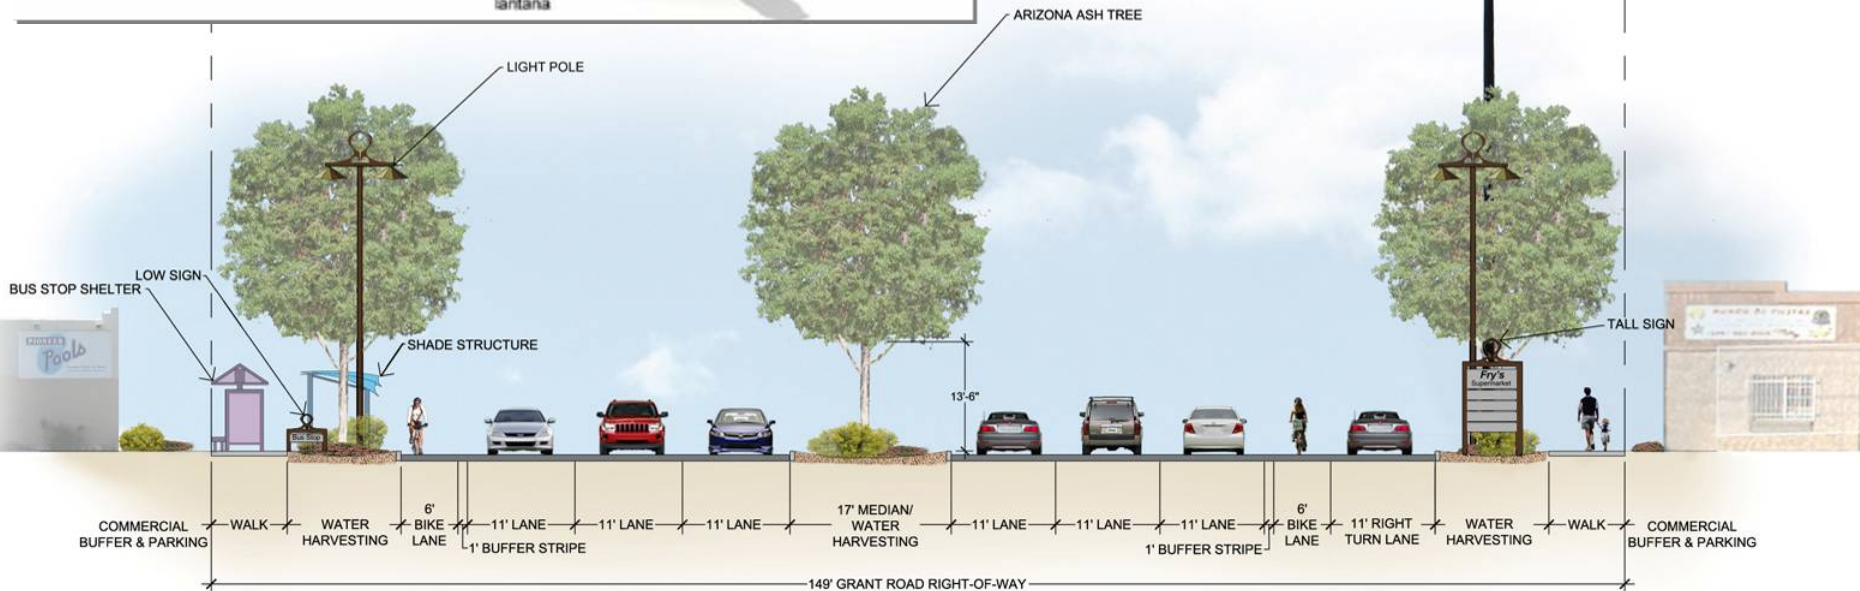 lantana
ARIZONA ASH TREE
LIGHT POLE
LOW SIGN
BUS STOP SHELTER
SHADE STRUCTURE
TALL SIGN
PIONEER
Pools
Bus Stop
13'-6"
Fry's
Supermarket
COMMERCIAL
BUFFER & PARKING
WALK
WATER
HARVESTING
6'
BIKE
LANE
1' BUFFER STRIPE
11' LANE
11' LANE
11' LANE
17' MEDIAN/
WATER
HARVESTING
11' LANE
11' LANE
11' LANE
1' BUFFER STRIPE
6'
BIKE
LANE
11' RIGHT
TURN LANE
WATER
HARVESTING
WALK
COMMERCIAL
BUFFER & PARKING
149' GRANT ROAD RIGHT-OF-WAY